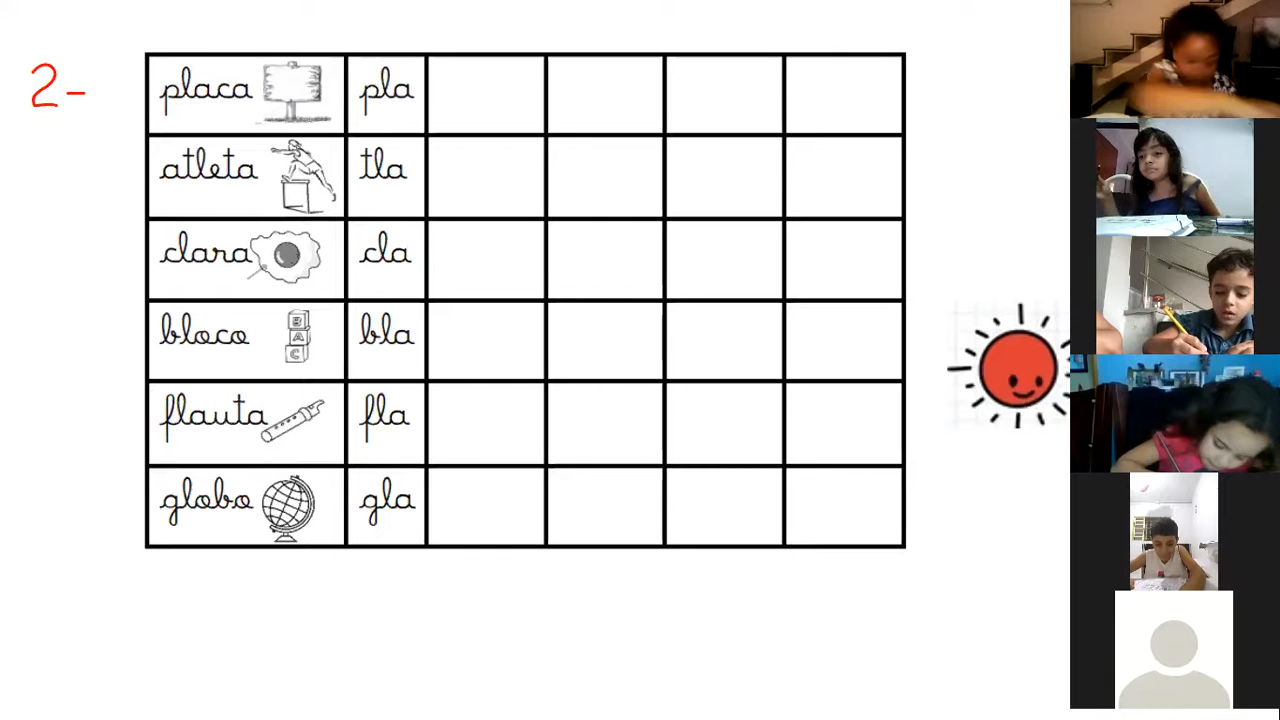 2-
placa pla
atleta tla
clara cla
bloco bla
B
A
C
flauta fla
globo gla